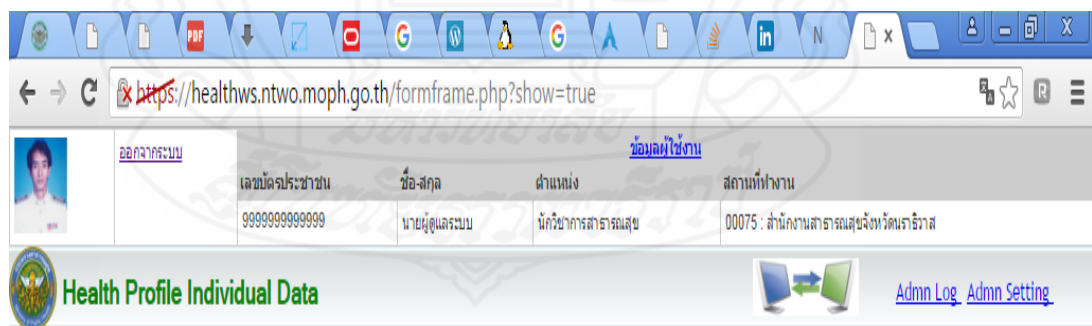 PDF
https://healthws.ntwo.moph.go.th/formframe.php?show=true
ออกจากระบบ
ข้อมูลผู้ใช้งาน
เลขบัตรประชาชน ชื่อ-สกุล ตำแหน่ง สถานที่ทำงาน
9999999999999 นายผู้ดูแลระบบ นักวิชาการสาธารณสุข 00075 : สำนักงานสาธารณสุขจังหวัดนราธิวาส
Health Profile Individual Data
Admn Log Admn Setting